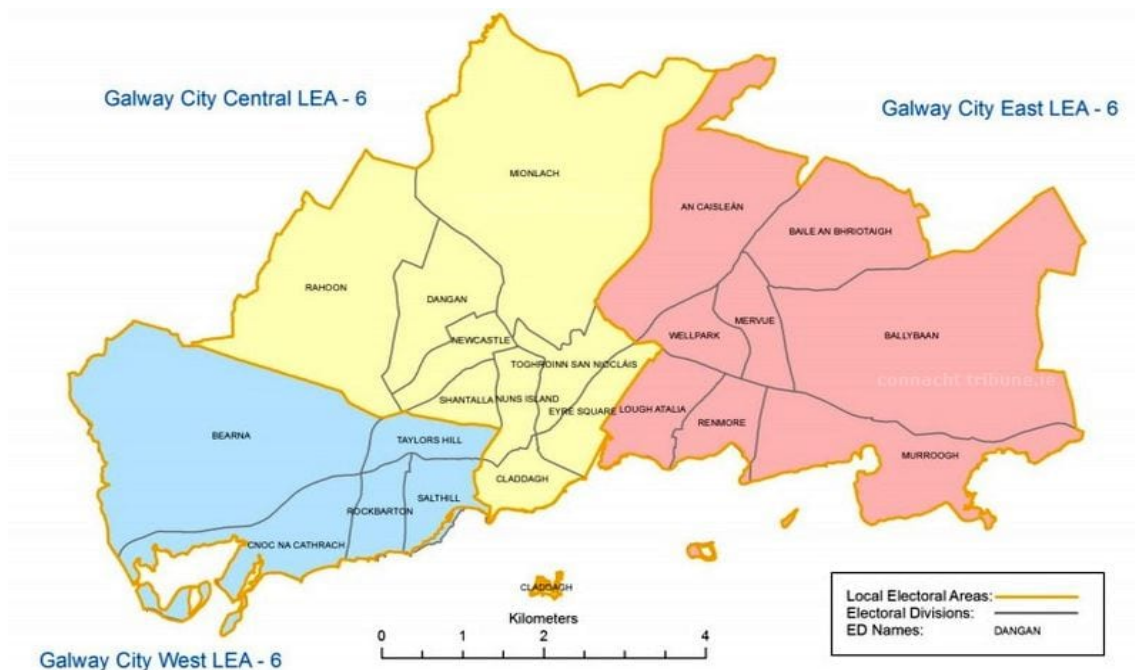 Galway City Central LEA - 6
Galway City East LEA - 6
MIONLACH
AN CAISLEÁN
BAILE AN BHRIOTAIGH
RAHOON
DANGAN
MERVUE
WELLPARK
BALLYBAAN
NEWCASTLE
TOGHROINN SAN NIOCLÁIS
connacht tribune.ie
SHANTALLA
NUNS ISLAND
EYRE SQUARE
LOUGH ATALIA
RENMORE
BEARNA
TAYLORS HILL
MURROOGH
CLADDAGH
SALTHILL
ROCKBARTON
CNOC NA CATHRACH
CLADDAGH
Kilometers
0 1 2 4
Local Electoral Areas:
Electoral Divisions:
ED Names: DANGAN
Galway City West LEA - 6